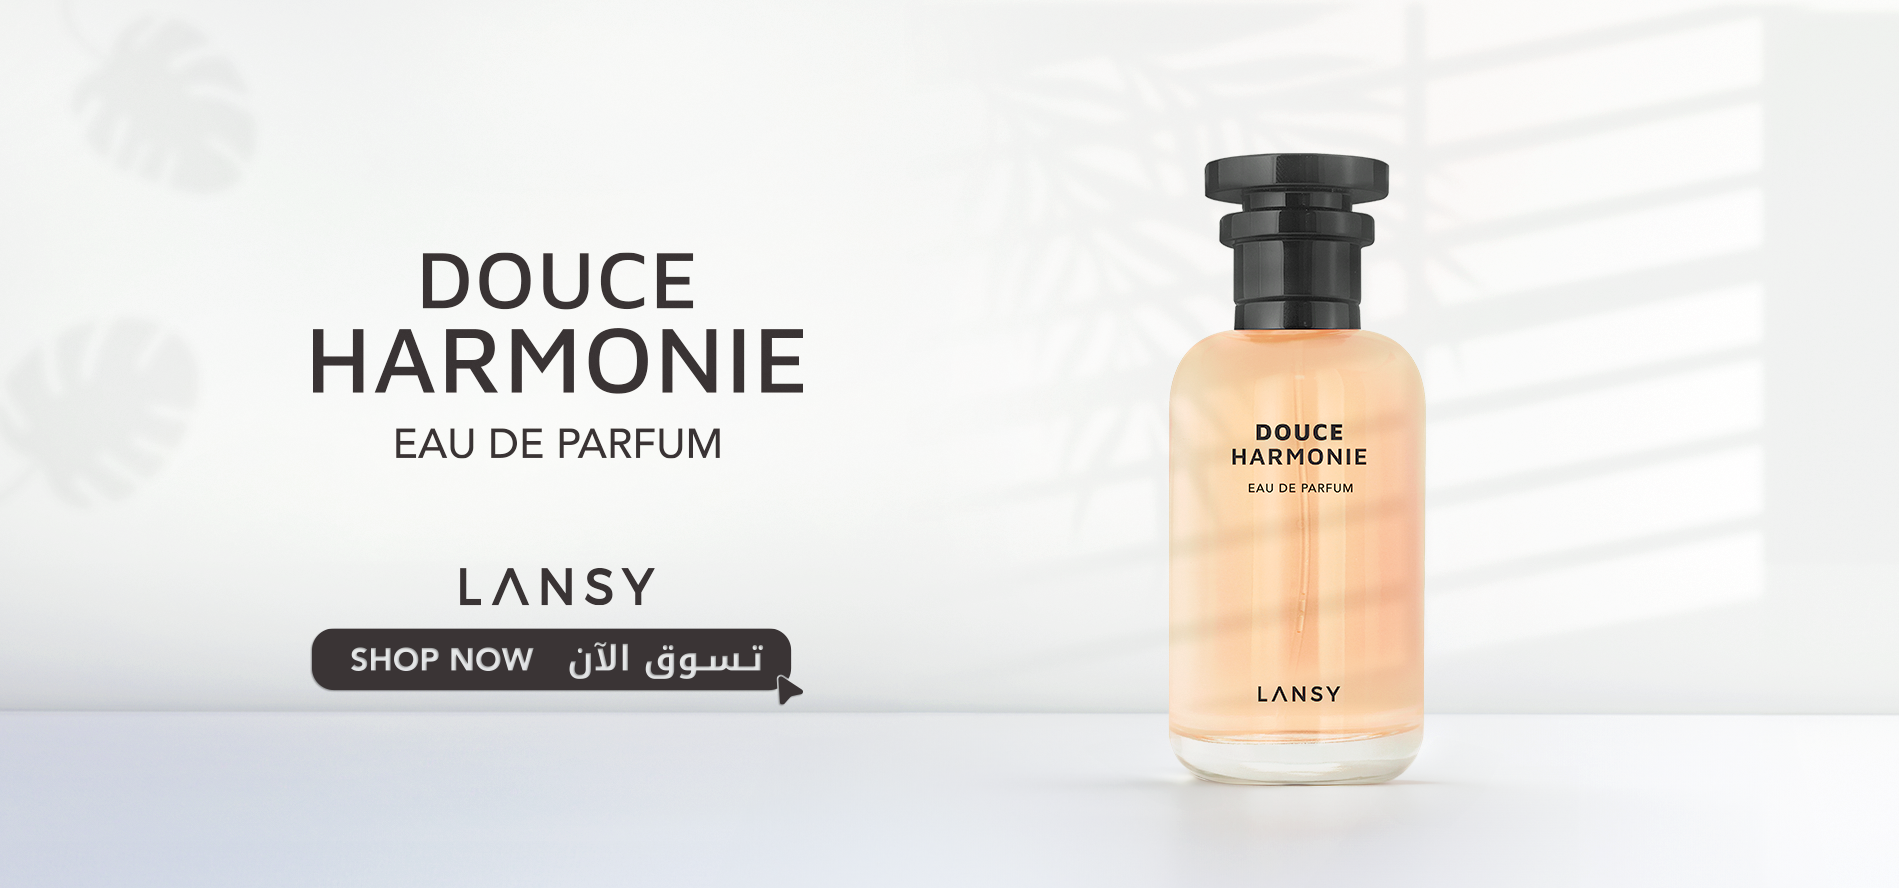 DOUCE
HARMONIE
EAU DE PARFUM
LANSY
SHOP NOW تسوق الآن
DOUCE
HARMONIE
EAU DE PARFUM
LANSY